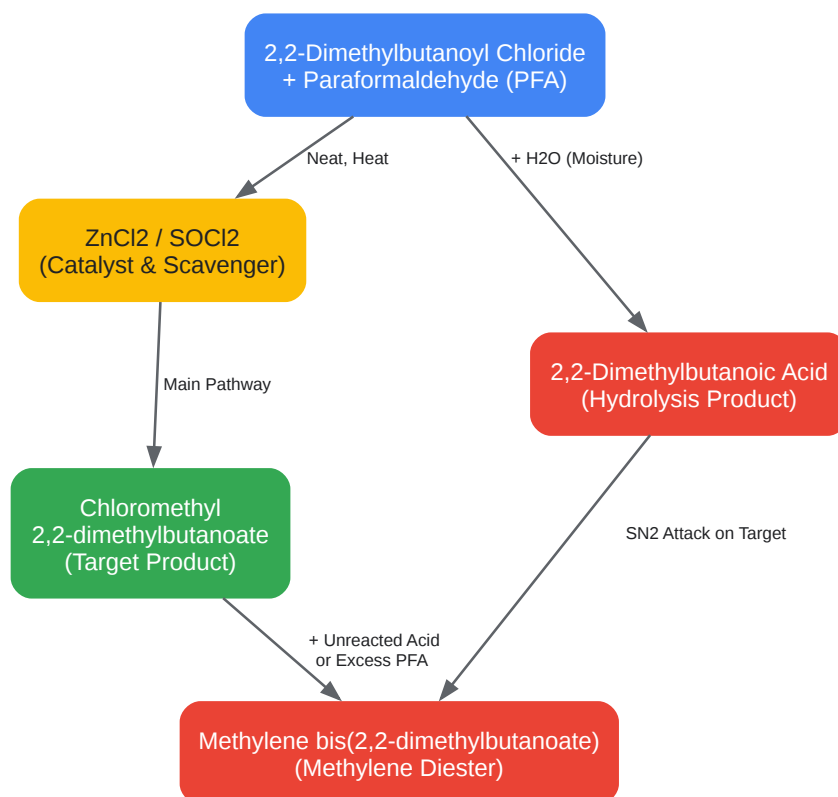 2,2-Dimethylbutanoyl Chloride
+ Paraformaldehyde (PFA)
Neat, Heat
+ H2O (Moisture)
ZnCl2 / SOCl2
(Catalyst & Scavenger)
2,2-Dimethylbutanoic Acid
(Hydrolysis Product)
Main Pathway
Chloromethyl
2,2-dimethylbutanoate
(Target Product)
SN2 Attack on Target
+ Unreacted Acid
or Excess PFA
Methylene bis(2,2-dimethylbutanoate)
(Methylene Diester)